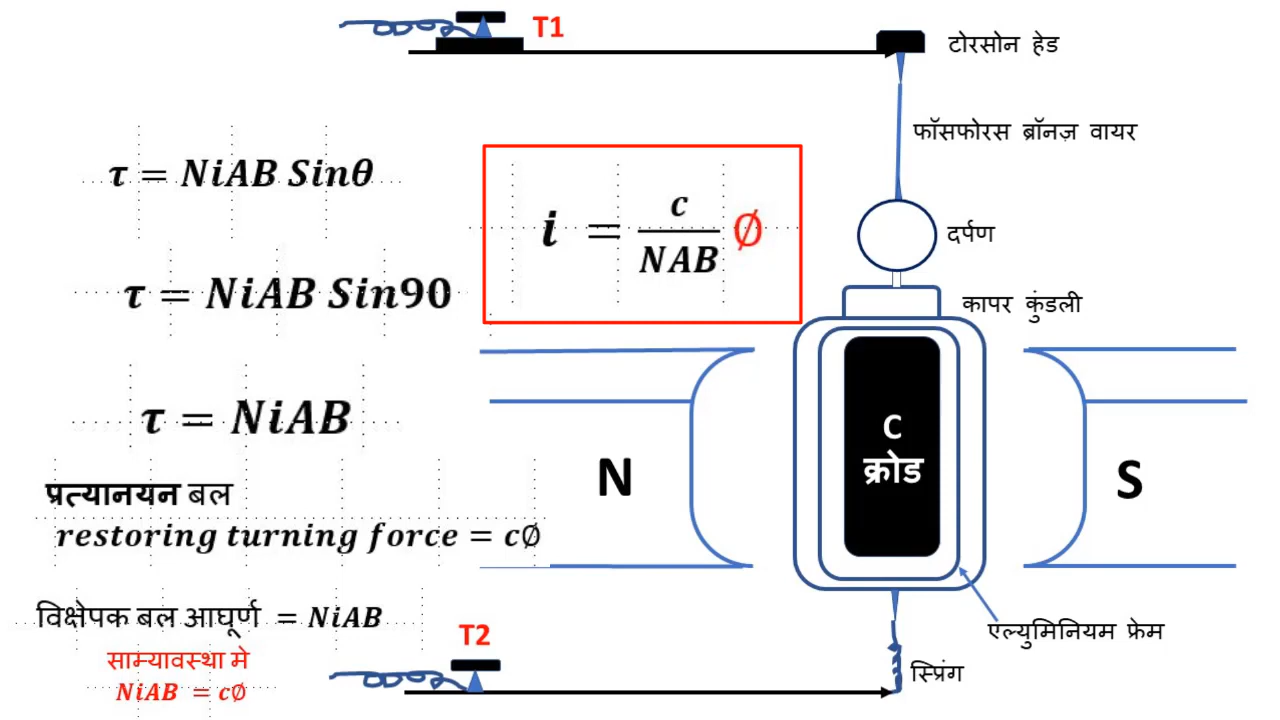 T1
टोरसोन हेड
फॉसफोरस ब्रॉनज़ वायर
τ = NiAB Sinθ
i = c/NAB ∅
दर्पण
τ = NiAB Sin90
कापर कुंडली
τ = NiAB
C
क्रोड
N
S
प्रत्यानयन बल
restoring turning force = c∅
विक्षेपक बल आघूर्ण = NiAB
T2
एल्युमिनियम फ्रेम
साम्यावस्था मे
NiAB = c∅
स्प्रिंग